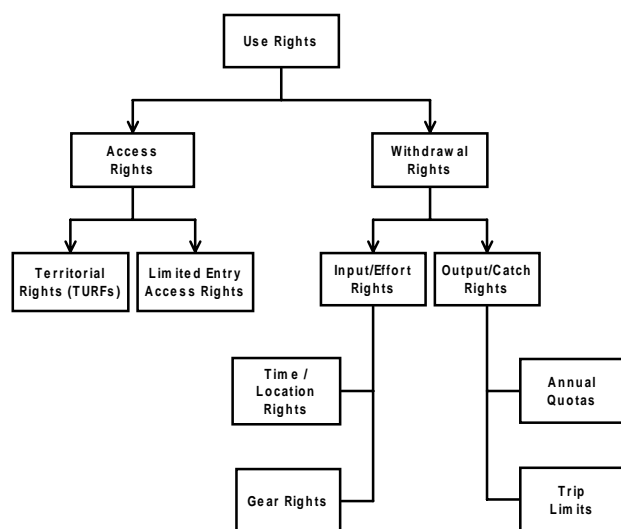 Use Rights
Access
Rights
Withdrawal
Rights
Territorial
Rights (TURFs)
Limited Entry
Access Rights
Input/Effort
Rights
Output/Catch
Rights
Time /
Location
Rights
Annual
Quotas
Gear Rights
Trip
Limits